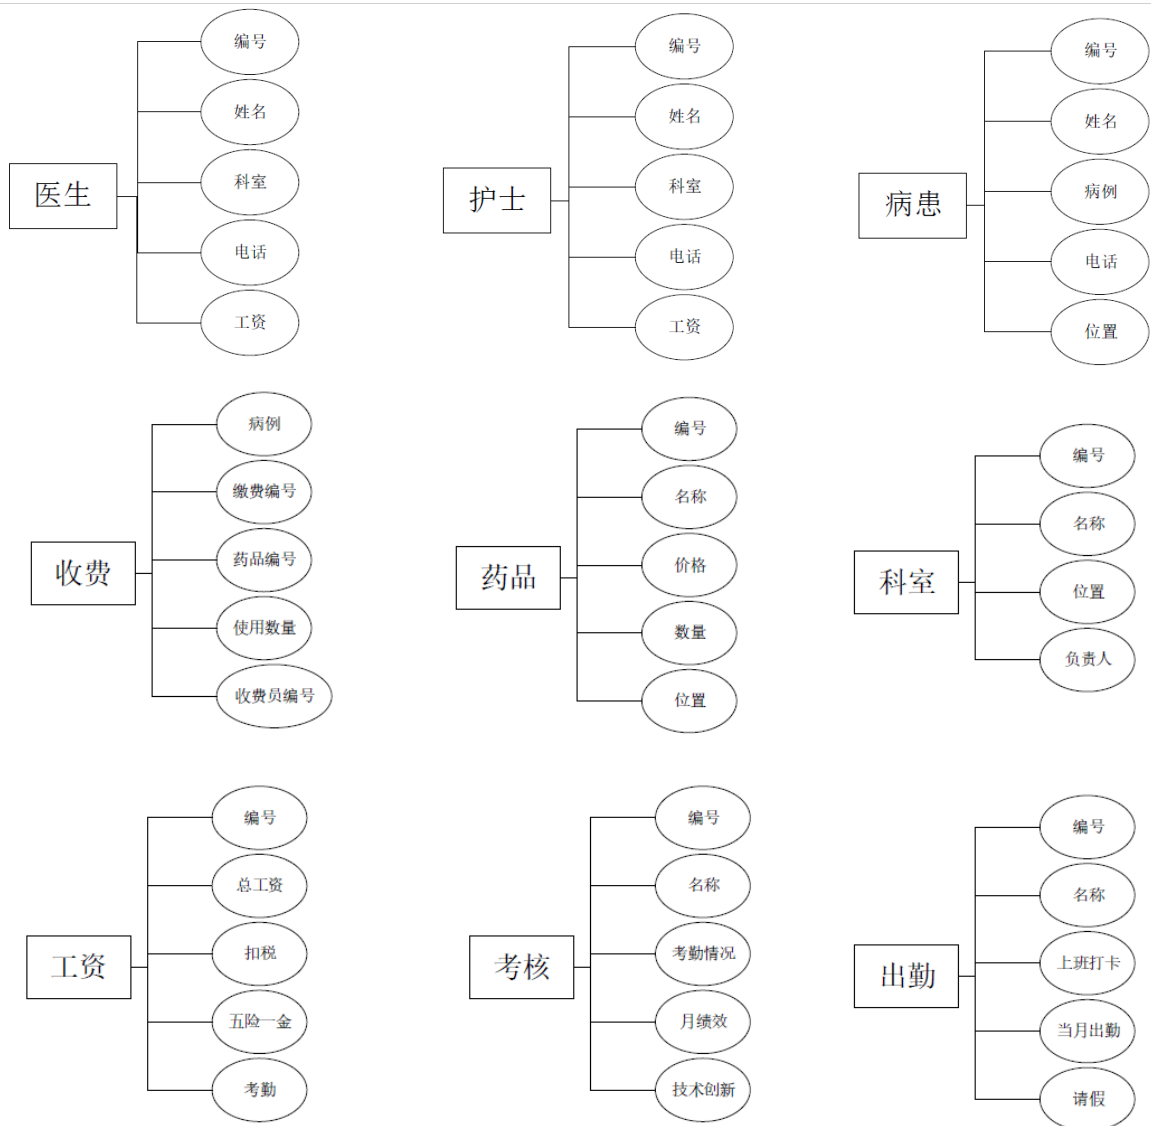 医生
编号
姓名
科室
电话
工资
护士
编号
姓名
科室
电话
工资
病患
编号
姓名
病例
电话
位置
收费
病例
缴费编号
药品编号
使用数量
收费员编号
药品
编号
名称
价格
数量
位置
科室
编号
名称
位置
负责人
工资
编号
总工资
扣税
五险一金
考勤
考核
编号
名称
考勤情况
月绩效
技术创新
出勤
编号
名称
上班打卡
当月出勤
请假